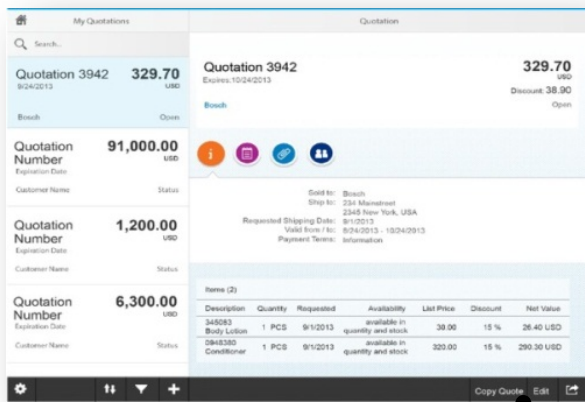 My Quotations
Search..
Quotation 3942 329.70
9/24/2013 USD
Bosch Open
Quotation Number 91,000.00
USD
Expiration Date
Customer Name Status
Quotation Number 1,200.00
USD
Expiration Date
Customer Name Status
Quotation Number 6,300.00
USD
Expiration Date
Customer Name Status
Quotation
Quotation 3942 329.70
Expires:10/24/2013 USD
Discount: 38.90
Bosch Open
Sold to: Bosch
Ship to: 234 Mainstreet
2345 New York, USA
Requested Shipping Date: 9/1/2013
Valid from / to: 8/24/2013 - 10/24/2013
Payment Terms: Information
Items (2)
Description Quantity Requested Availability List Price Discount Net Value
345083 Body Lotion 1 PCS 9/1/2013 available in quantity and stock 39.00 15 % 26.40 USD
0948380 Conditioner 1 PCS 9/1/2013 available in quantity and stock 320.00 15 % 290.30 USD
Copy Quote Edit